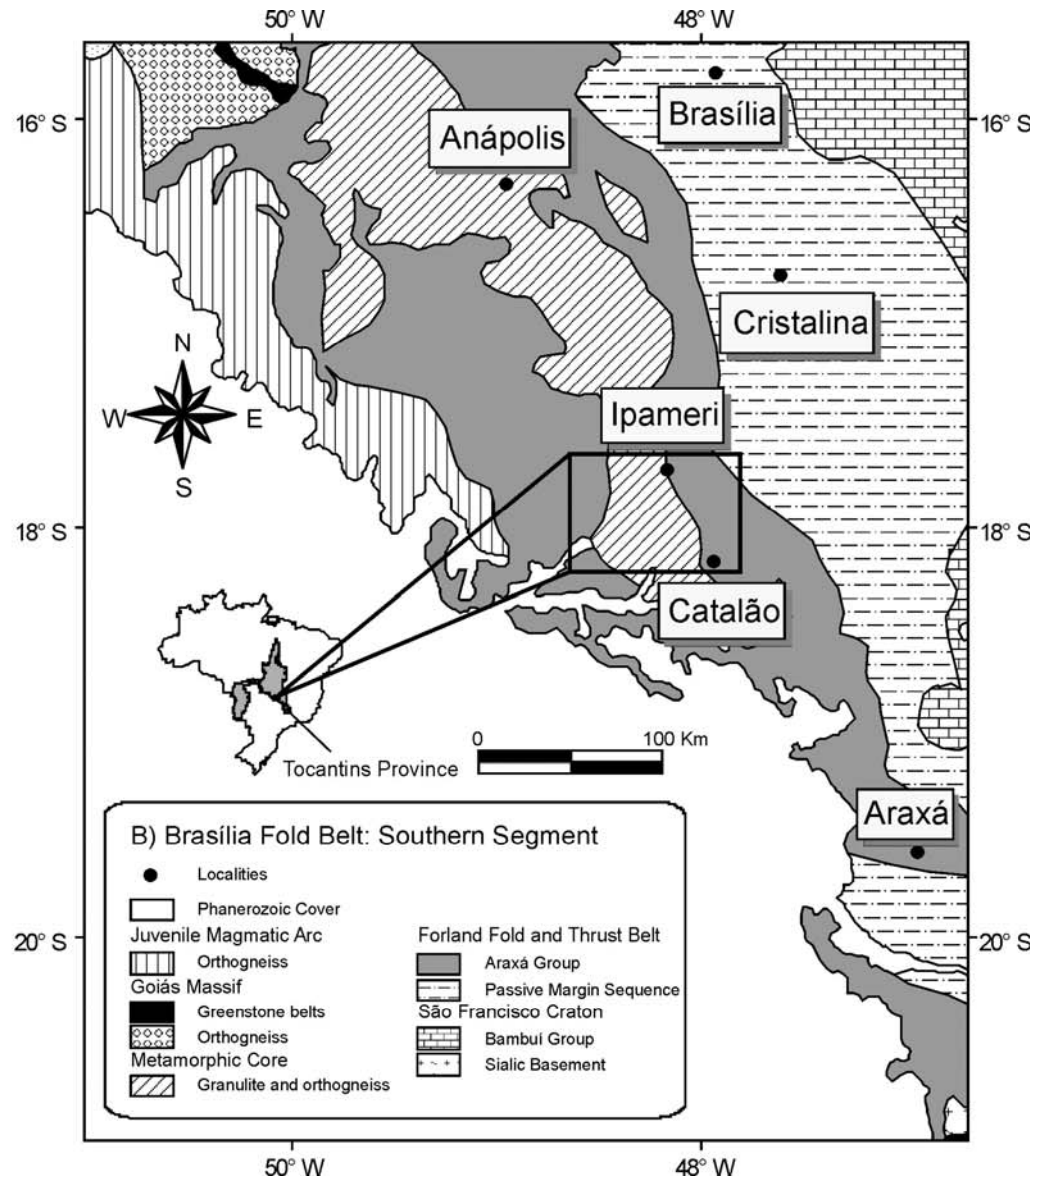 50° W 48° W
16° S 16° S
Brasília
Anápolis
Cristalina
N
W E
S
Ipameri
18° S 18° S
Catalão
0 100 Km
Tocantins Province
Araxá
B) Brasília Fold Belt: Southern Segment
Localities
Phanerozoic Cover
Juvenile Magmatic Arc
Orthogneiss
Goiás Massif
Greenstone belts
Orthogneiss
Metamorphic Core
Granulite and orthogneiss
Forland Fold and Thrust Belt
Araxá Group
Passive Margin Sequence
São Francisco Craton
Bambuí Group
Sialic Basement
20° S 20° S
50° W 48° W